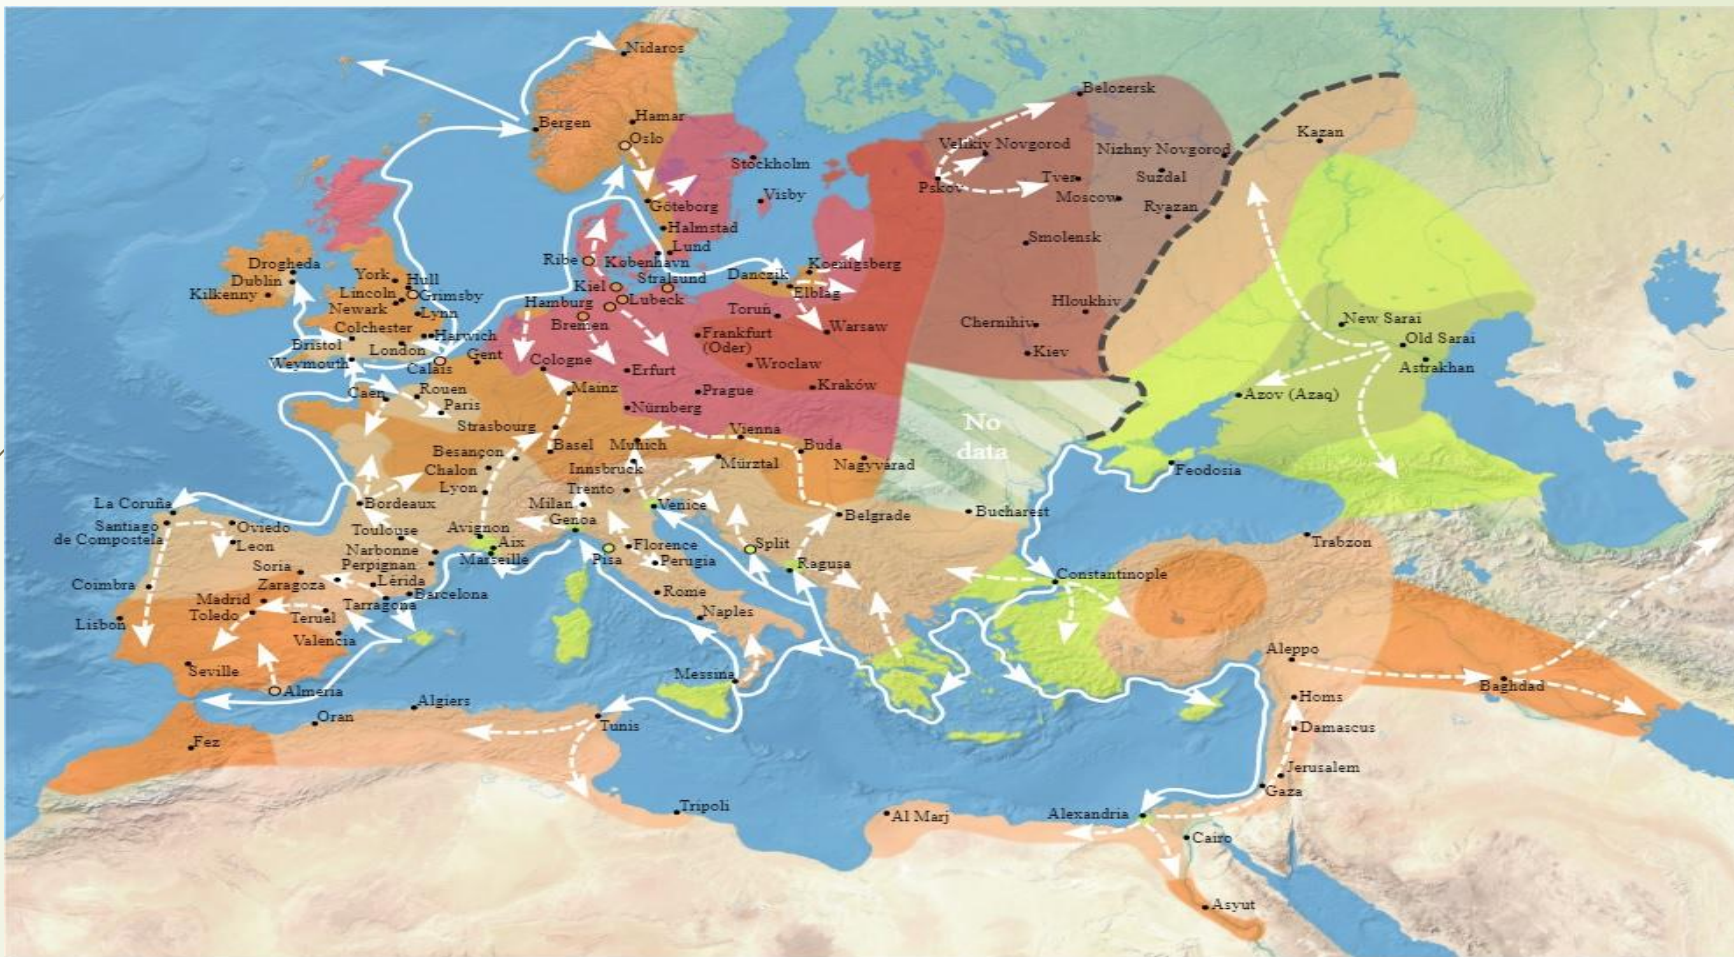 Nidaros
Bergen
Hamar
Oslo
Stockholm
Visby
Göteborg
Halmstad
Lund
København
Ribe
Kiel
Stralsund
Lubeck
Hamburg
Bremen
Danczik
Koenigsberg
Elbląg
Toruń
Warsaw
Frankfurt
(Oder)
Wroclaw
Kraków
Prague
Erfurt
Nürnberg
Belozersk
Velikiy Novgorod
Pskov
Tver
Moscow
Nizhny Novgorod
Suzdal
Ryazan
Smolensk
Hloukhiv
Chernihiv
Kiev
Kazan
New Sarai
Old Sarai
Astrakhan
Azov (Azaq)
Feodosia
No
data
Drogheda
Dublin
Kilkenny
York
Hull
Lincoln
Grimsby
Newark
Lynn
Colchester
Harwich
Bristol
London
Weymouth
Calais
Gent
Cologne
Mainz
Caen
Rouen
Paris
Strasbourg
Basel
Besançon
Chalon
Lyon
Munich
Innsbruck
Trento
Vienna
Mürztal
Buda
Nagyvárad
Belgrade
Bucharest
La Coruña
Santiago
de Compostela
Oviedo
Leon
Coimbra
Lisbon
Soria
Zaragoza
Madrid
Toledo
Teruel
Valencia
Seville
Almeria
Lérida
Tarragona
Barcelona
Bordeaux
Toulouse
Narbonne
Perpignan
Avignon
Aix
Marseille
Milan
Genoa
Venice
Pisa
Florence
Perugia
Rome
Naples
Messina
Split
Ragusa
Constantinople
Trabzon
Aleppo
Baghdad
Homs
Damascus
Jerusalem
Gaza
Alexandria
Cairo
Asyut
Al Marj
Tripoli
Tunis
Algiers
Oran
Fez